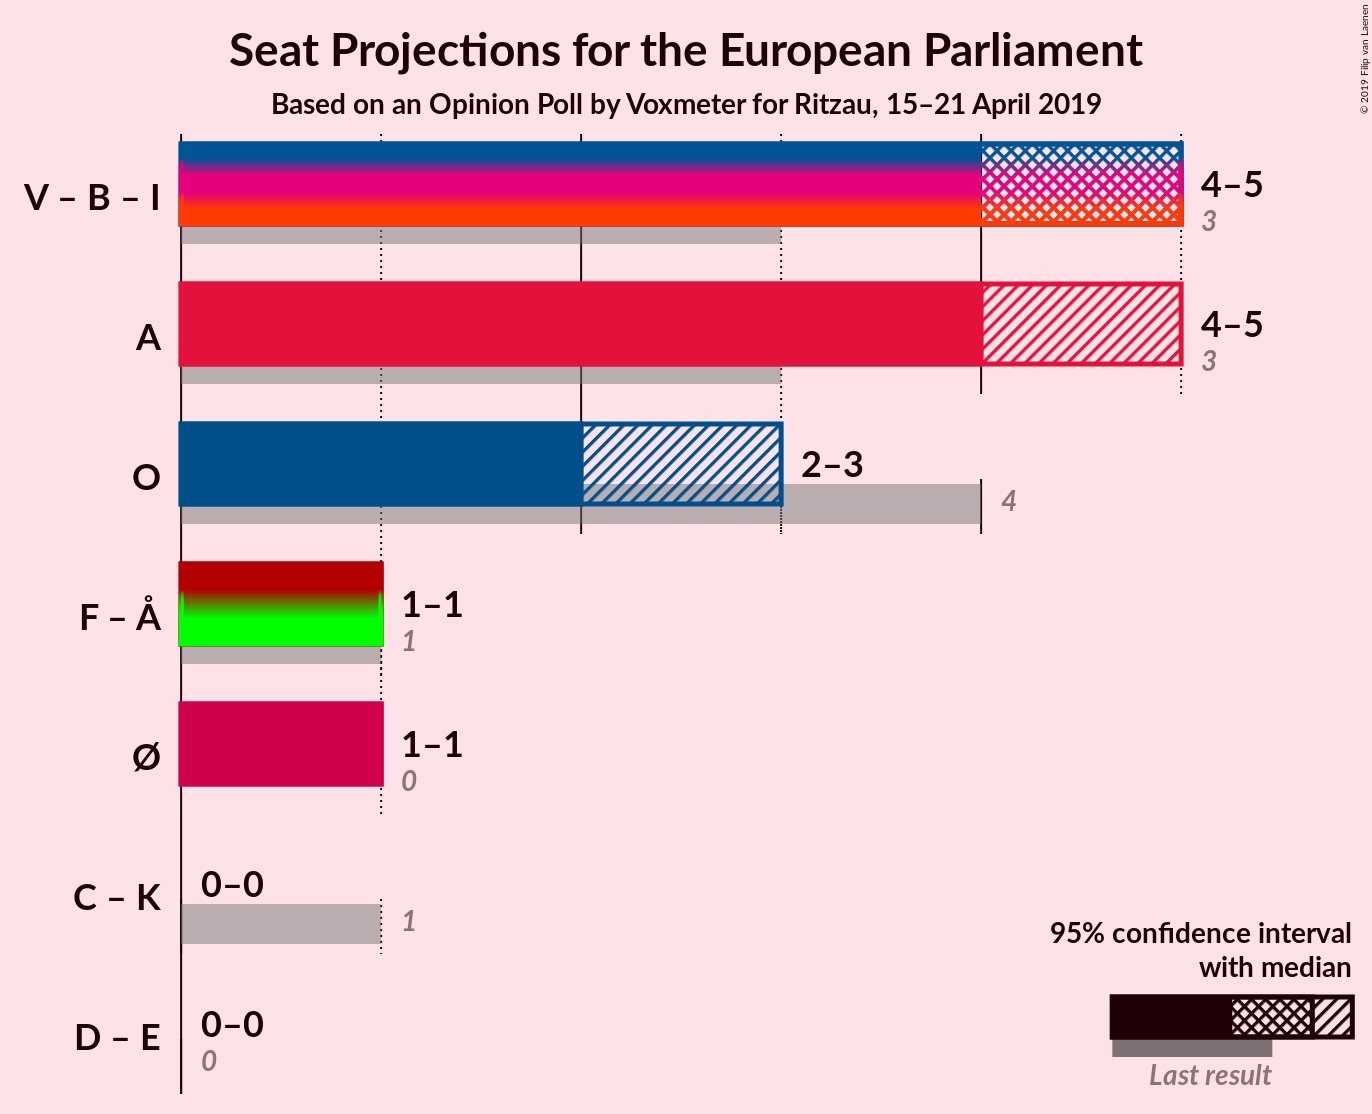 Seat Projections for the European Parliament
Based on an Opinion Poll by Voxmeter for Ritzau, 15–21 April 2019
© 2019 Filip van Laenen
V – B – I
4–5
3
A
4–5
3
O
2–3
4
F – Å
1–1
1
Ø
1–1
0
C – K
0–0
1
D – E
0–0
0
95% confidence interval
with median
Last result